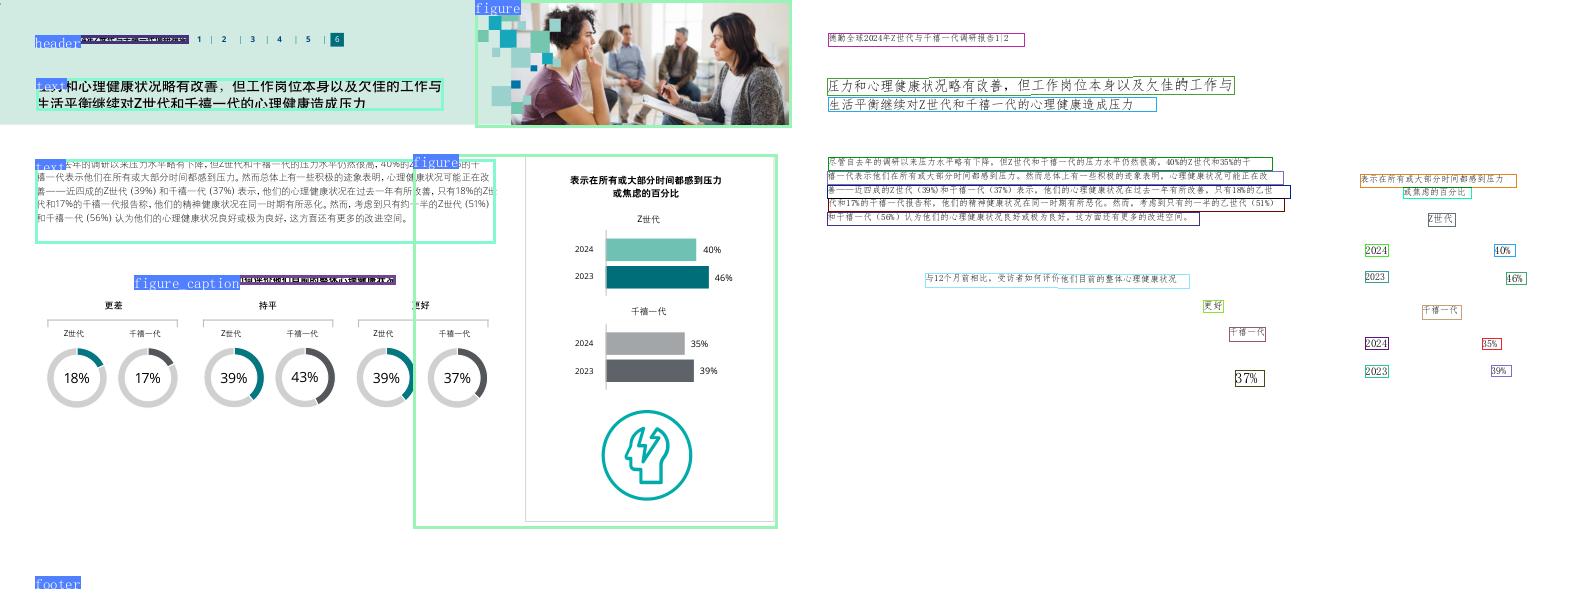 header
1 | 2 | 3 | 4 | 5 | 6
figure
text
力和心理健康状况略有改善，但工作岗位本身以及欠佳的工作与
生活平衡继续对Z世代和千禧一代的心理健康造成压力
text
去年的调研以来压力水平略有下降，但Z世代和千禧一代的压力水平仍然很高，40%的Z
的千
禧一代表示他们在所有或大部分时间都感到压力。然而总体上有一些积极的迹象表明，心理健康状况可能正在改
善——近四成的Z世代 (39%) 和千禧一代 (37%) 表示，他们的心理健康状况在过去一年有所改善，只有18%的Z世
代和17%的千禧一代报告称，他们的精神健康状况在同一时期有所恶化。然而，考虑到只有约一半的Z世代 (51%)
和千禧一代 (56%) 认为他们的心理健康状况良好或极为良好，这方面还有更多的改进空间。
figure_caption
更差
持平
更好
Z世代
千禧一代
Z世代
千禧一代
Z世代
千禧一代
18%
17%
39%
43%
39%
37%
figure
表示在所有或大部分时间都感到压力
或焦虑的百分比
Z世代
2024
40%
2023
46%
千禧一代
2024
35%
2023
39%
footer
德勤全球2024年Z世代与千禧一代调研报告1|2
压力和心理健康状况略有改善，但工作岗位本身以及欠佳的工作与
生活平衡继续对Z世代和千禧一代的心理健康造成压力
尽管自去年的调研以来压力水平略有下降，但Z世代和千禧一代的压力水平仍然很高，40%的Z世代和35%的千
禧一代表示他们在所有或大部分时间都感到压力。然而总体上有一些积极的迹象表明，心理健康状况可能正在改
善——近四成的Z世代（39%)和千禧一代（37%）表示，他们的心理健康状况在过去一年有所改善，只有18%的乙世
代和17%的千禧一代报告称，他们的精神健康状况在同一时期有所恶化。然而，考虑到只有约一半的乙世代（51%）
和千禧一代（56%）认为他们的心理健康状况良好或极为良好，这方面还有更多的改进空间。
与12个月前相比，受访者如何评价他们目前的整体心理健康状况
更好
千禧一代
37%
表示在所有或大部分时间都感到压力
或焦虑的百分比
Z世代
2024
40%
2023
46%
千禧一代
2024
35%
2023
39%